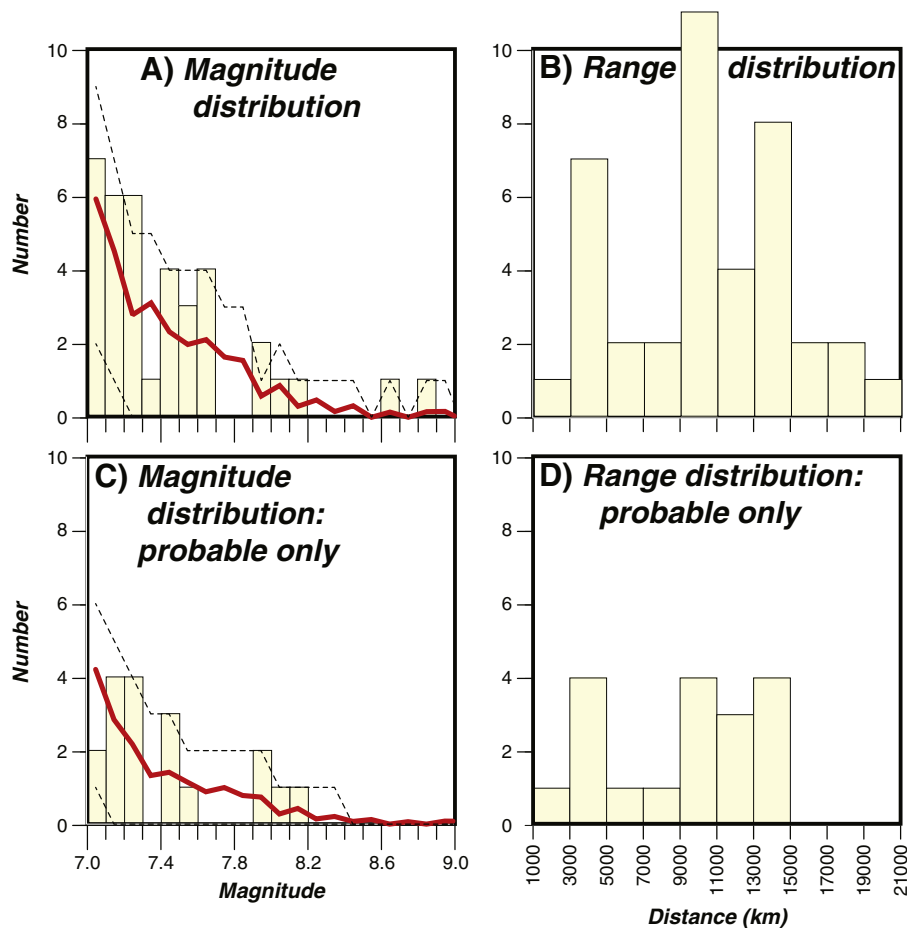 A) Magnitude
distribution
B) Range distribution
10
8
6
4
2
0
Number
10
8
6
4
2
0
C) Magnitude
distribution:
probable only
D) Range distribution:
probable only
10
8
6
4
2
0
Number
10
8
6
4
2
0
7.0 7.4 7.8 8.2 8.6 9.0
Magnitude
1000 3000 5000 7000 9000 11000 13000 15000 17000 19000 21000
Distance (km)